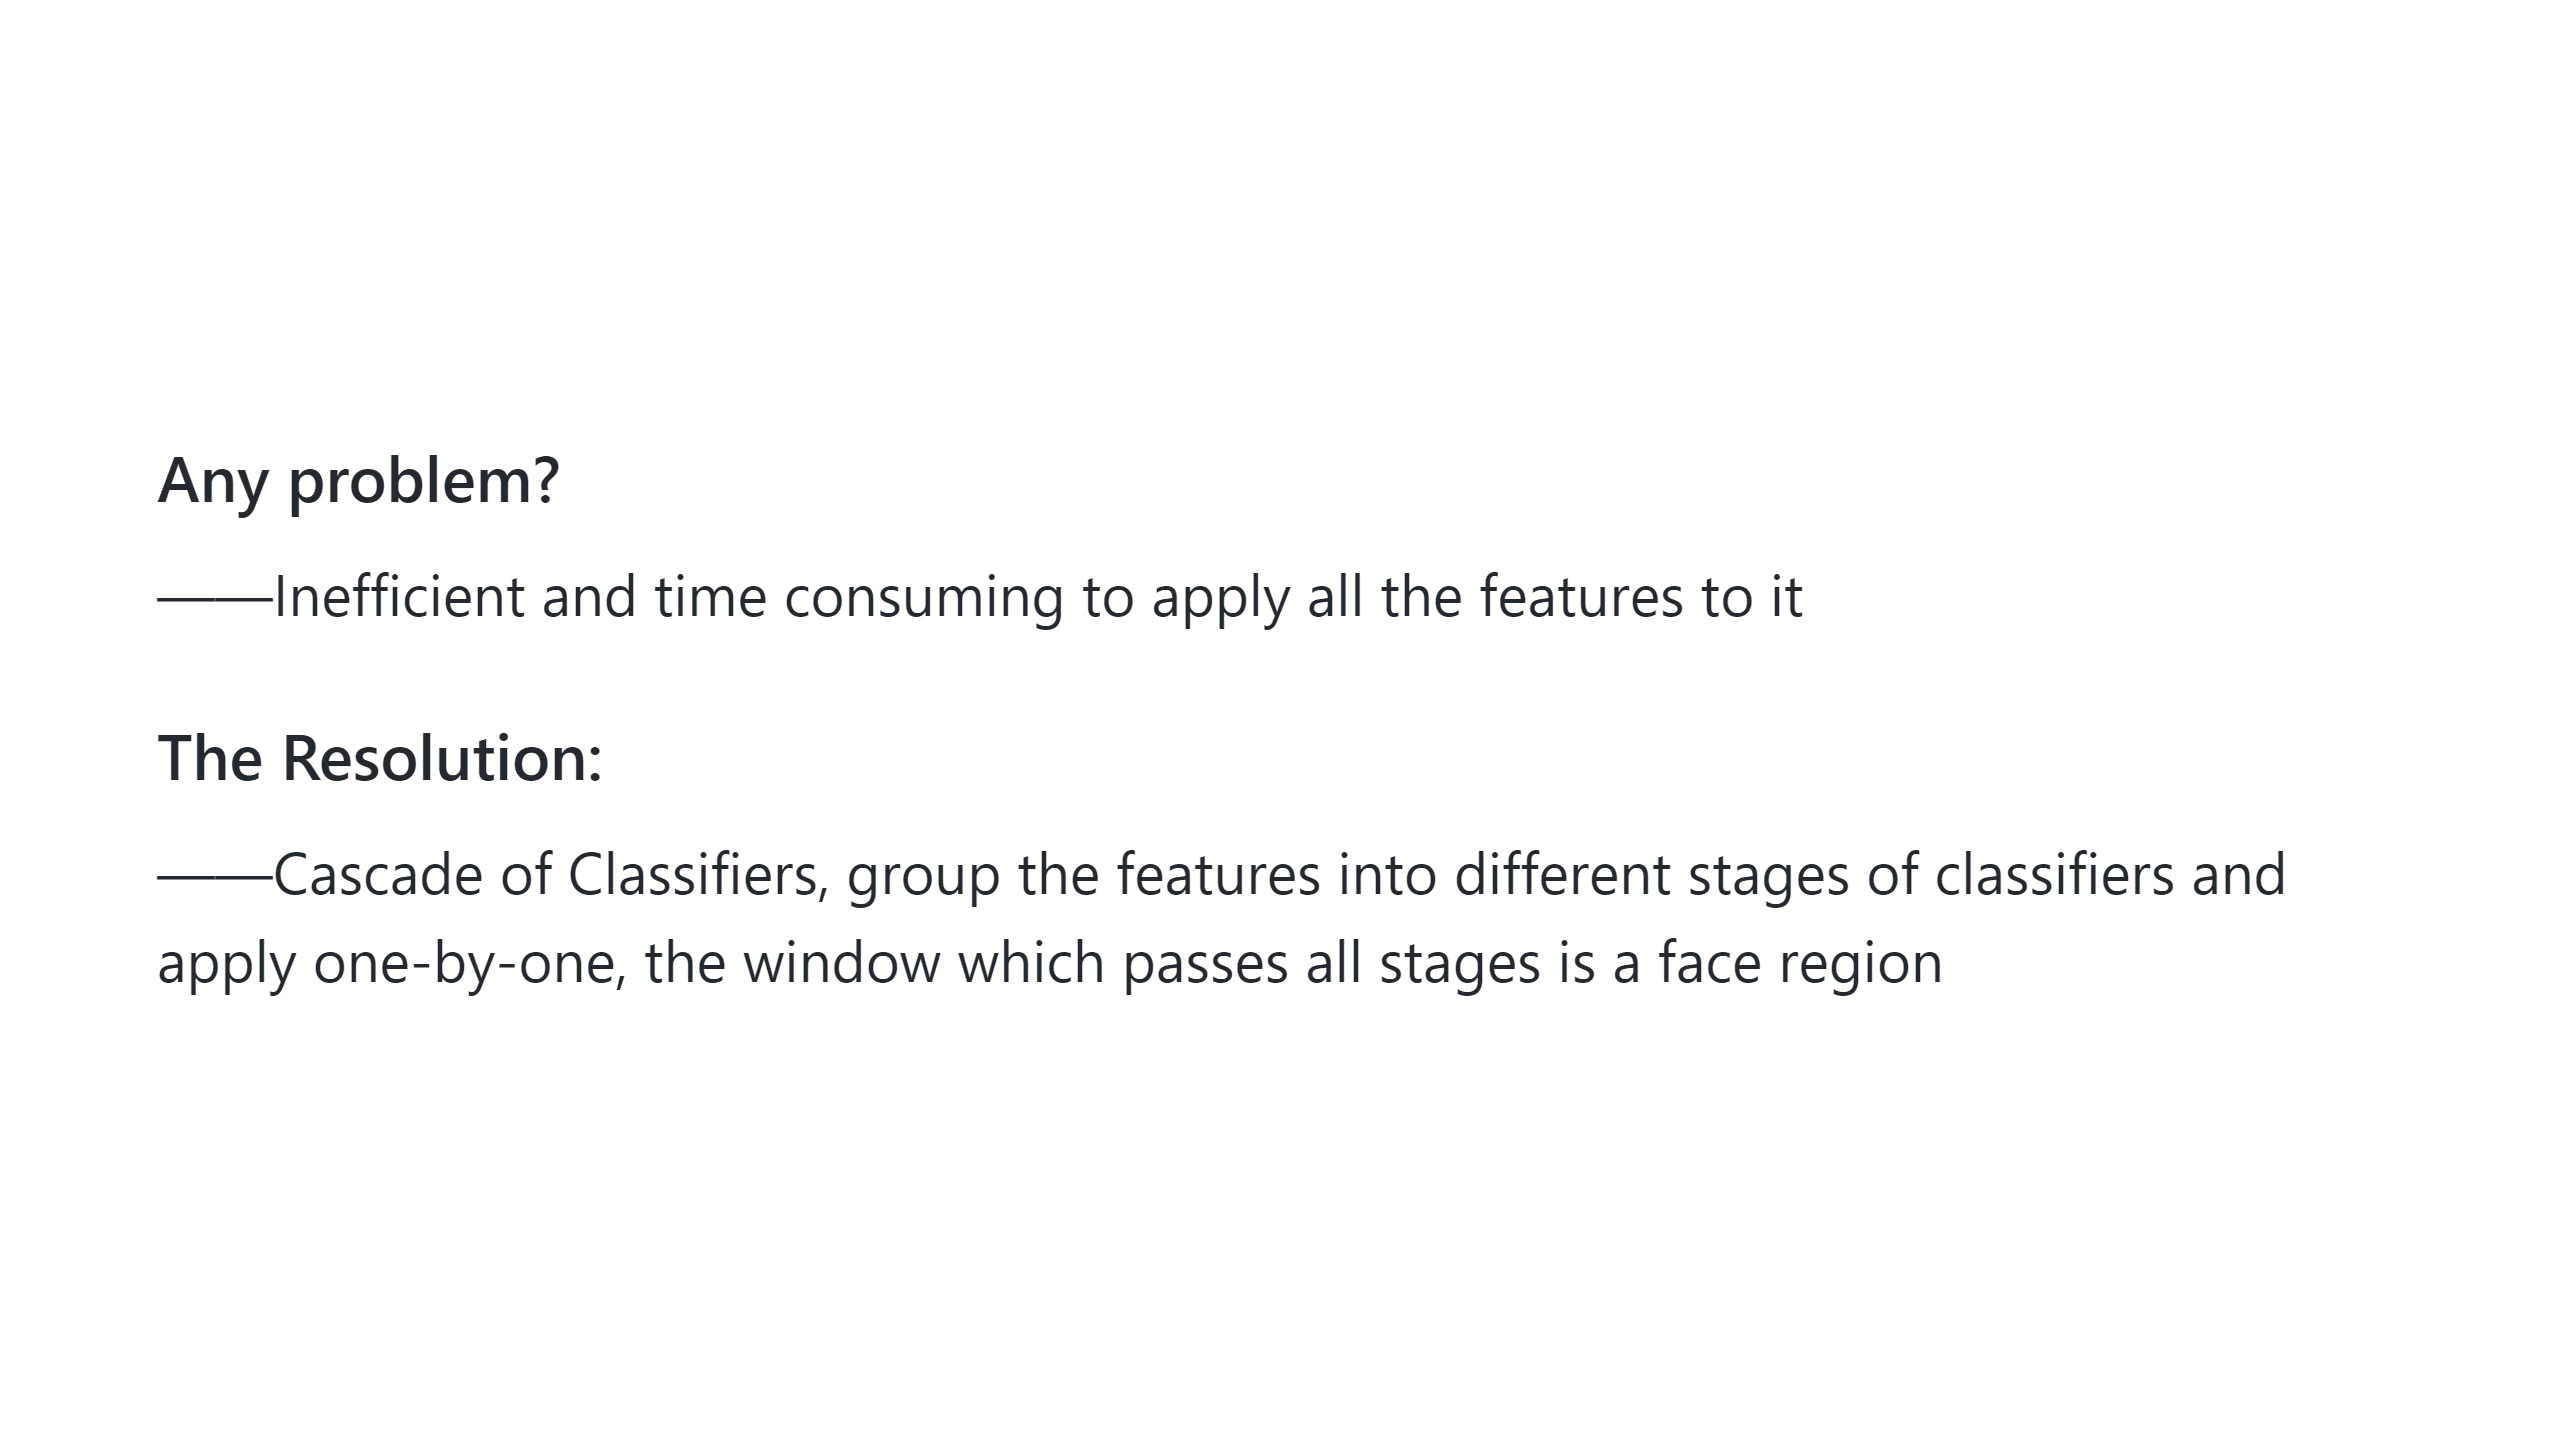 Any problem?
——Inefficient and time consuming to apply all the features to it
The Resolution:
——Cascade of Classifiers, group the features into different stages of classifiers and
apply one-by-one, the window which passes all stages is a face region